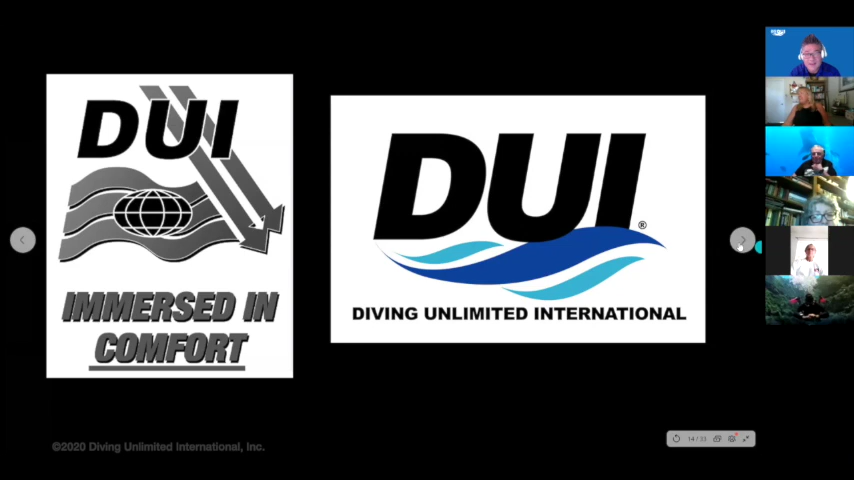 DUI
IMMERSED IN
COMFORT
DUI®
DIVING UNLIMITED INTERNATIONAL
©2020 Diving Unlimited International, Inc.
14 / 33